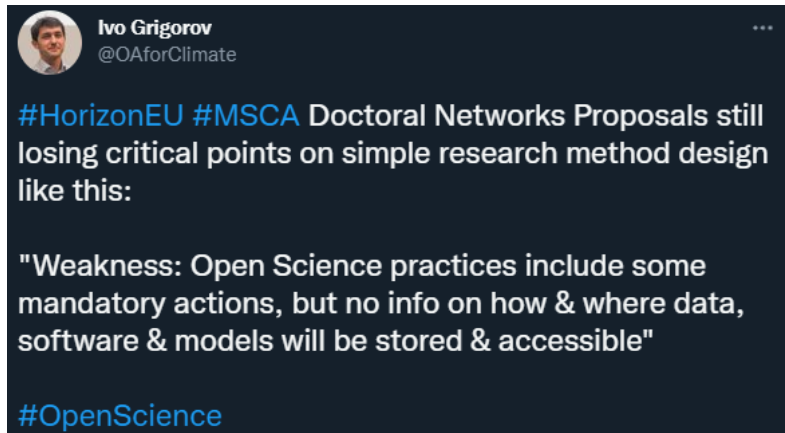 Ivo Grigorov
@OAforClimate
#HorizonEU #MSCA Doctoral Networks Proposals still
losing critical points on simple research method design
like this:
"Weakness: Open Science practices include some
mandatory actions, but no info on how & where data,
software & models will be stored & accessible"
#OpenScience